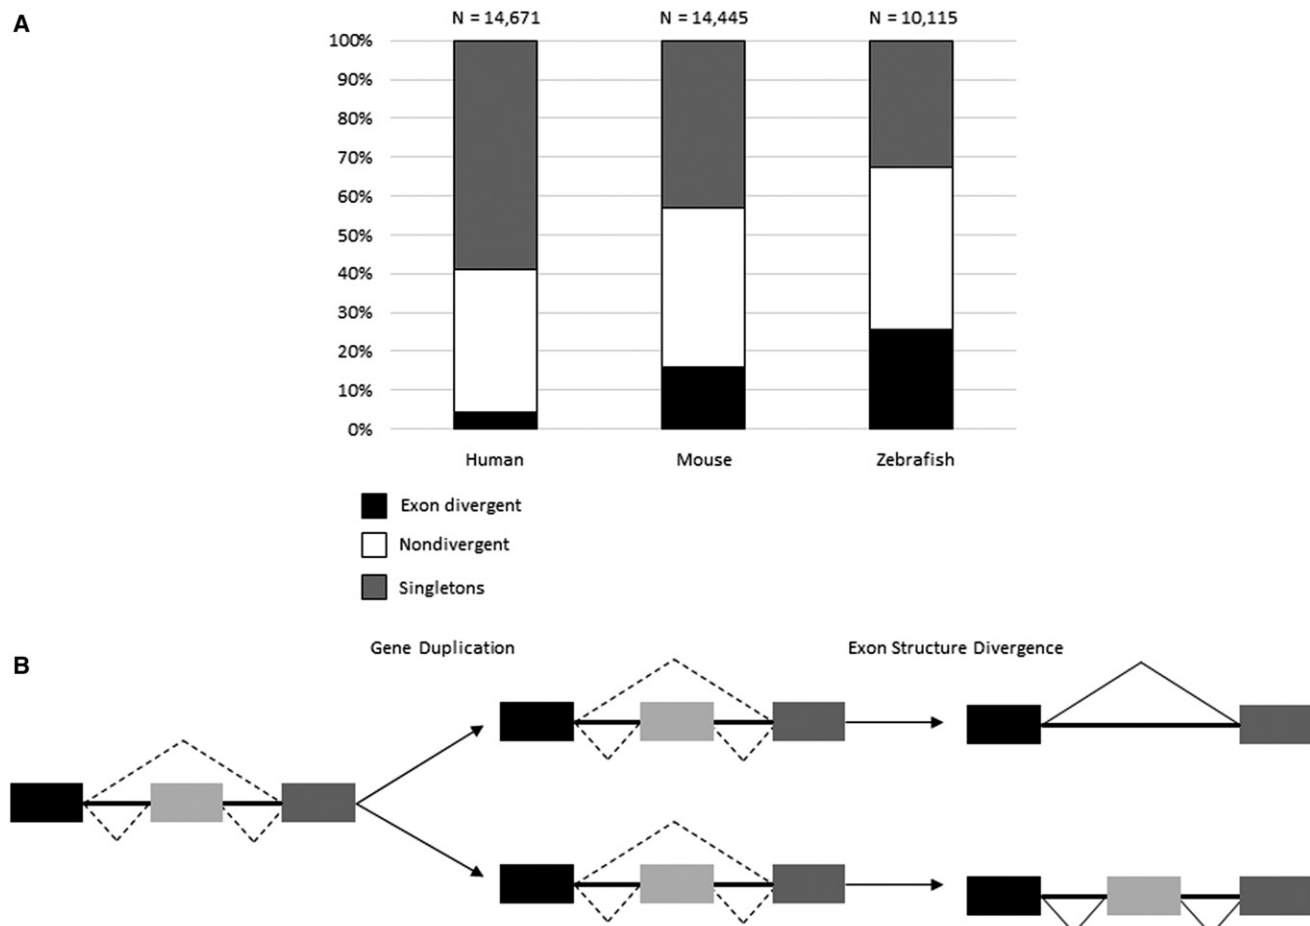 A
N = 14,671 N = 14,445 N = 10,115
100%
90%
80%
70%
60%
50%
40%
30%
20%
10%
0%
Human Mouse Zebrafish
Exon divergent
Nondivergent
Singletons
B
Gene Duplication Exon Structure Divergence